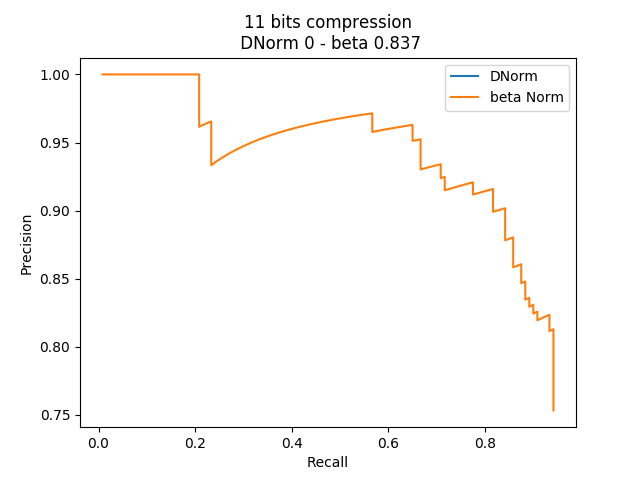 11 bits compression
DNorm 0 - beta 0.837
DNorm
beta Norm
1.00
0.95
0.90
0.85
0.80
0.75
Precision
0.0
0.2
0.4
0.6
0.8
Recall